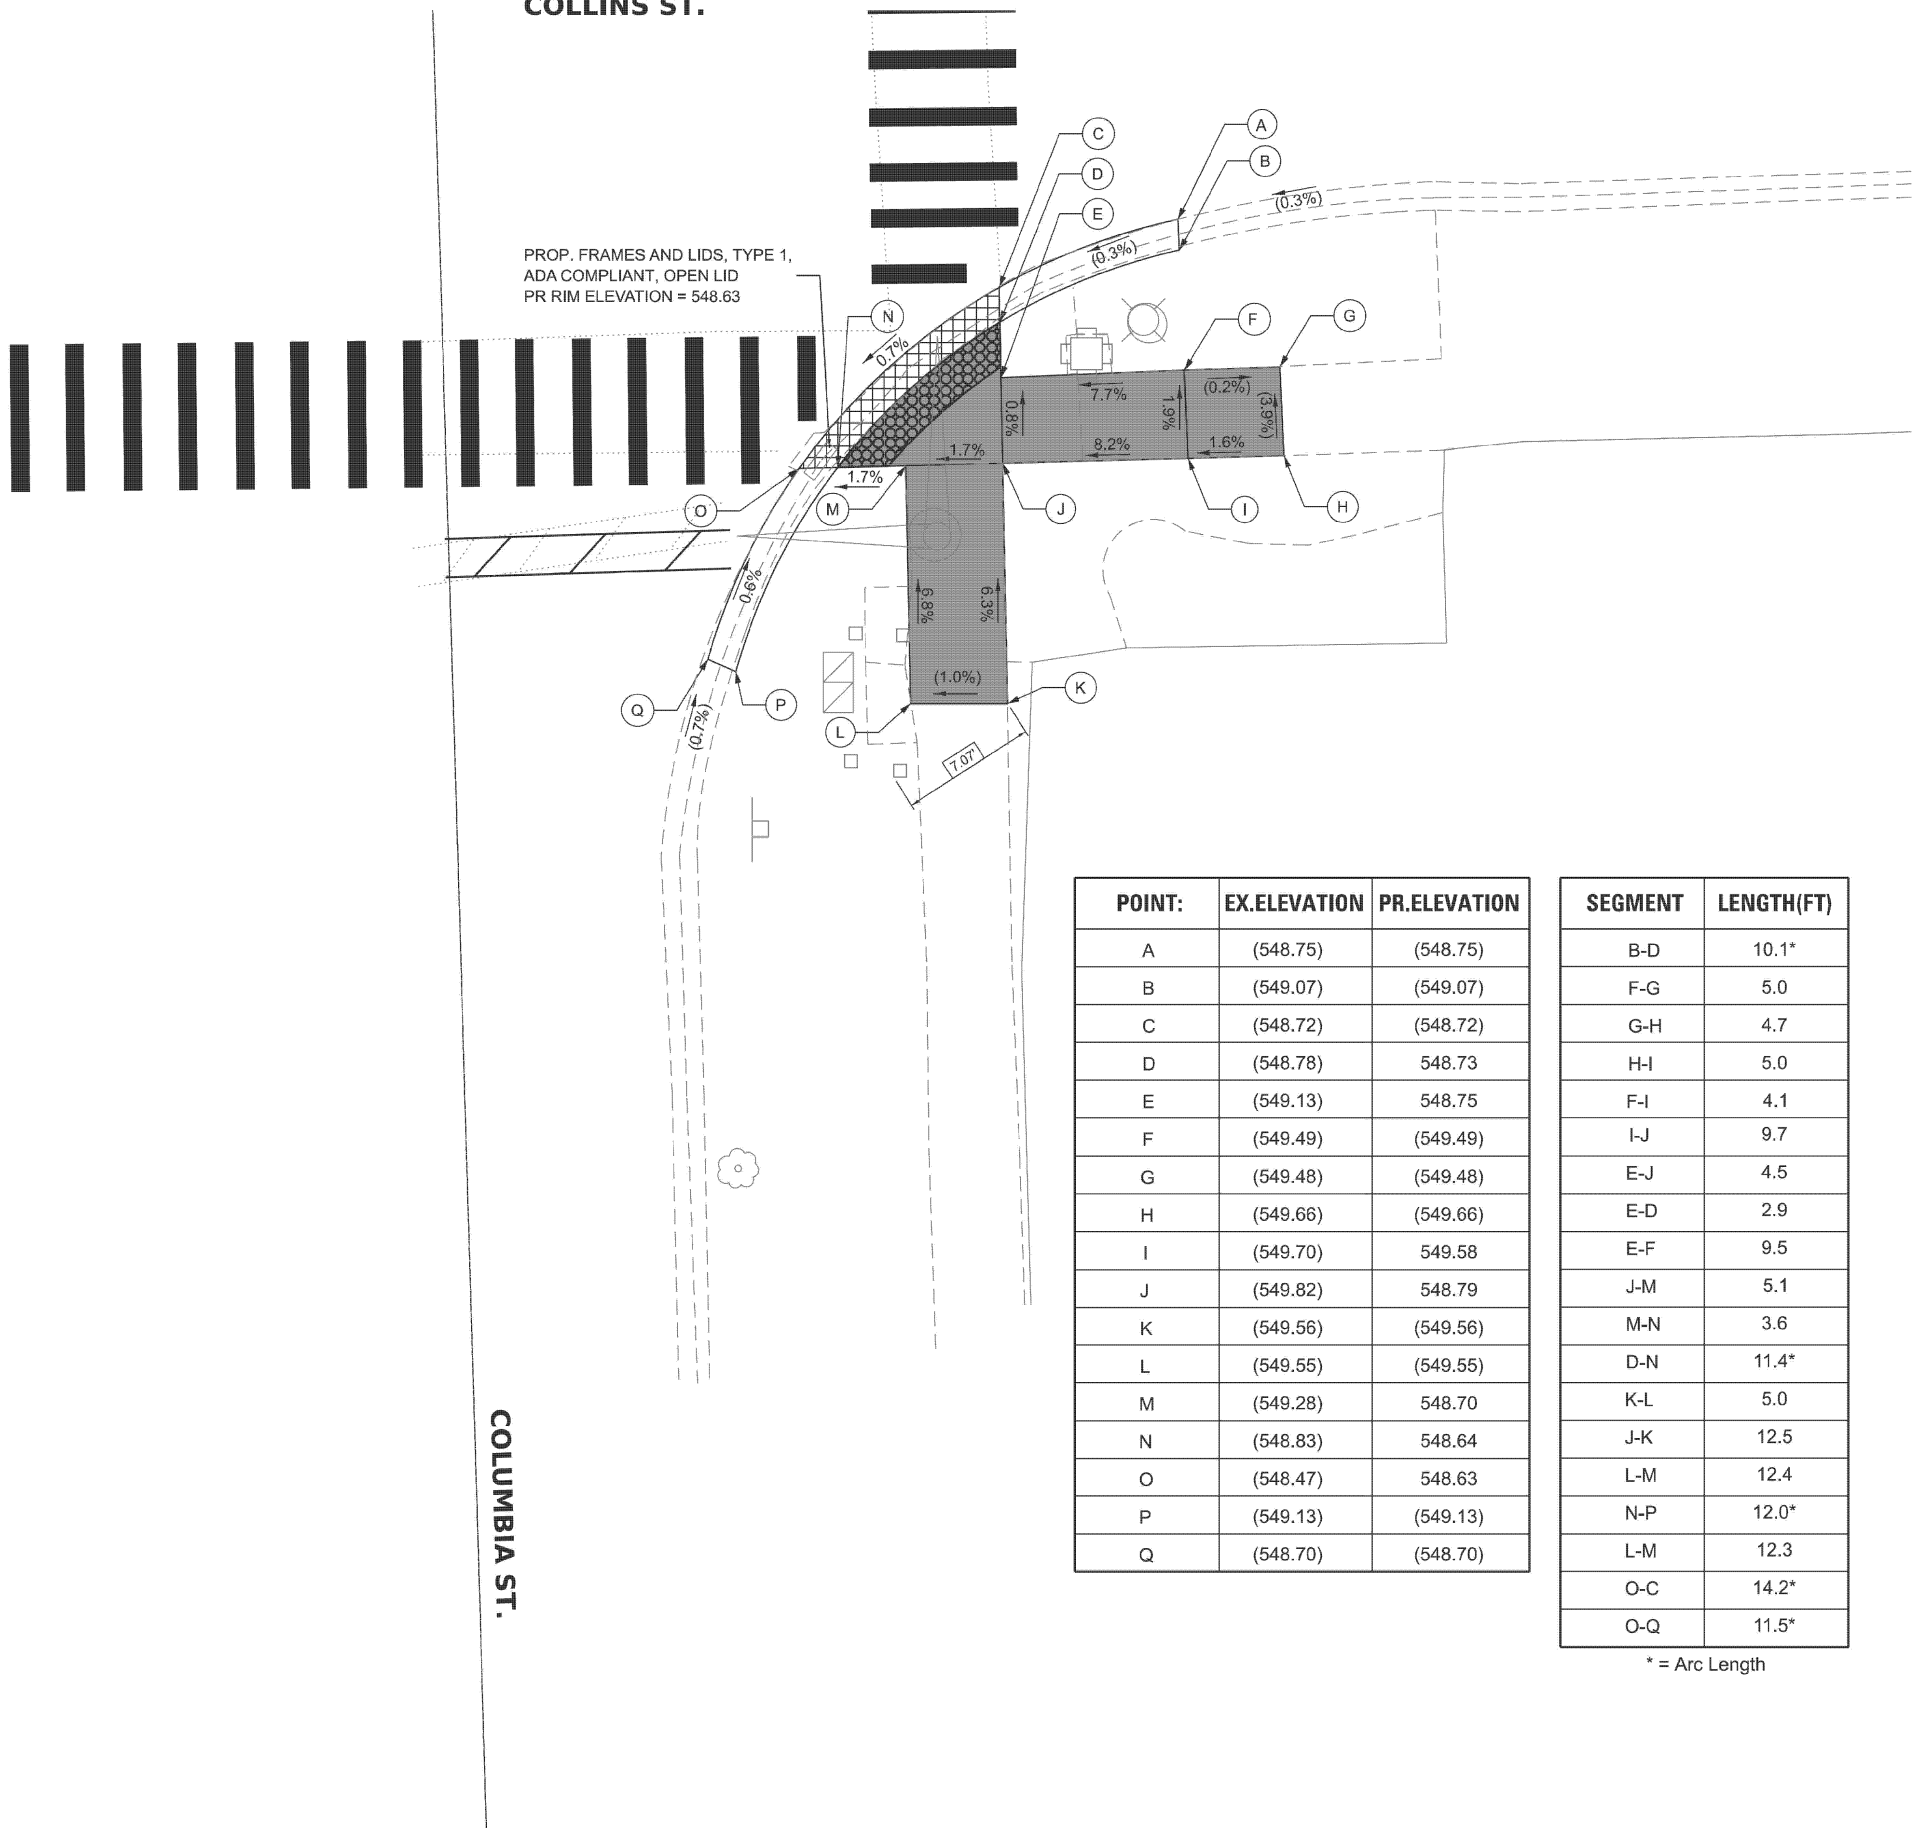 COLLINS ST.
C
A
D
B
E
(0.3%)
(0.3%)
PROP. FRAMES AND LIDS, TYPE 1,
ADA COMPLIANT, OPEN LID
PR RIM ELEVATION = 548.63
N
F
G
0.7%
7.7%
(0.2%)
0.8%
1.9%
(3.9%)
1.7%
8.2%
1.6%
1.7%
O
M
J
I
H
0.6%
6.8%
6.3%
(1.0%)
K
Q
P
L
(0.7%)
7.07'
COLUMBIA ST.
POINT: EX.ELEVATION PR.ELEVATION
A (548.75) (548.75)
B (549.07) (549.07)
C (548.72) (548.72)
D (548.78) 548.73
E (549.13) 548.75
F (549.49) (549.49)
G (549.48) (549.48)
H (549.66) (549.66)
I (549.70) 549.58
J (549.82) 548.79
K (549.56) (549.56)
L (549.55) (549.55)
M (549.28) 548.70
N (548.83) 548.64
O (548.47) 548.63
P (549.13) (549.13)
Q (548.70) (548.70)
SEGMENT LENGTH(FT)
B-D 10.1*
F-G 5.0
G-H 4.7
H-I 5.0
F-I 4.1
I-J 9.7
E-J 4.5
E-D 2.9
E-F 9.5
J-M 5.1
M-N 3.6
D-N 11.4*
K-L 5.0
J-K 12.5
L-M 12.4
N-P 12.0*
L-M 12.3
O-C 14.2*
O-Q 11.5*
* = Arc Length